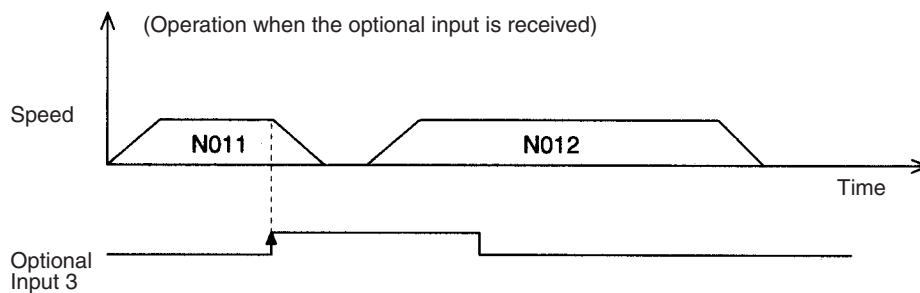 (Operation when the optional input is received)
Speed
N011
N012
Time
Optional
Input 3